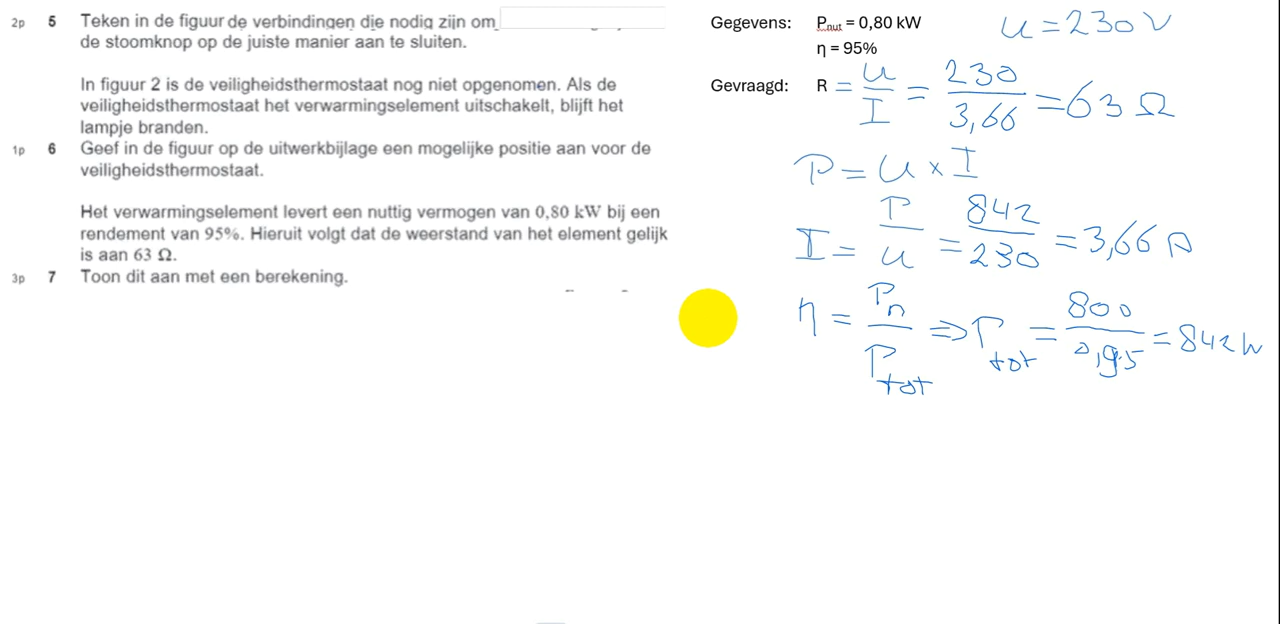 2p 5 Teken in de figuur de verbindingen die nodig zijn om
de stoomknop op de juiste manier aan te sluiten.
In figuur 2 is de veiligheidsthermostaat nog niet opgenomen. Als de
veiligheidsthermostaat het verwarmingselement uitschakelt, blijft het
lampje branden.
1p 6 Geef in de figuur op de uitwerkbijlage een mogelijke positie aan voor de
veiligheidsthermostaat.
Het verwarmingselement levert een nuttig vermogen van 0,80 kW bij een
rendement van 95%. Hieruit volgt dat de weerstand van het element gelijk
is aan 63 Ω.
3p 7 Toon dit aan met een berekening.
Gegevens: Pnut = 0,80 kW U = 230 V
η = 95%
Gevraagd: R = U/I = 230/3,66 = 63 Ω
P = U × I
I = P/U = 842/230 = 3,66 A
η = Pn/Ptot => Ptot = 800/0,95 = 842 W